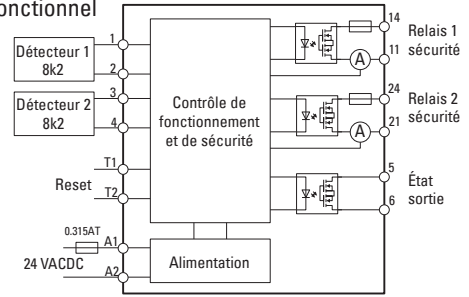 onctionnel
Détecteur 1
8k2
1
2
Détecteur 2
8k2
3
4
Reset
T1
T2
0.315AT
24 VACDC
A1
A2
Contrôle de
fonctionnement
et de sécurité
Alimentation
14
11
A
Relais 1
sécurité
24
21
A
Relais 2
sécurité
5
6
État
sortie